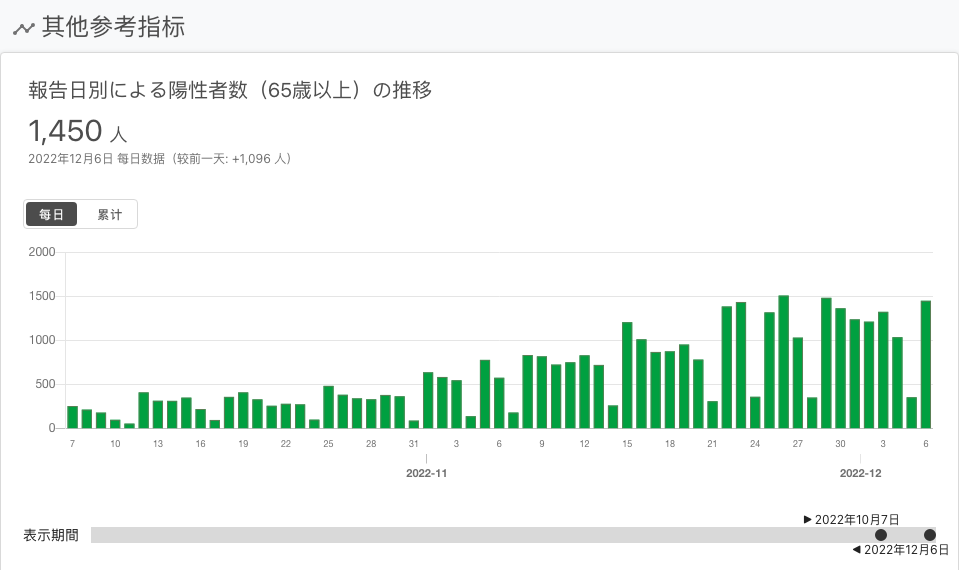 其他参考指标
報告日別による陽性者数（65歳以上）の推移
1,450 人
2022年12月6日 每日数据（较前一天: +1,096 人）
每日 累计
2000
1500
1000
500
0
7 10 13 16 19 22 25 28 31 3 6 9 12 15 18 21 24 27 30 3 6
2022-11 2022-12
▶ 2022年10月7日
表示期間
◀ 2022年12月6日